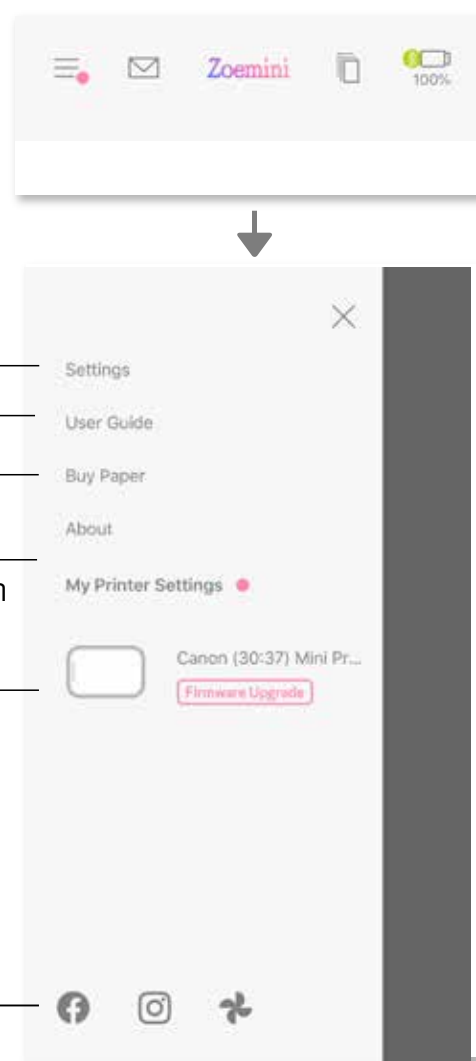 Zoemini
100%
Settings
User Guide
Buy Paper
About
My Printer Settings
Canon (30:37) Mini Pr...
Firmware Upgrade